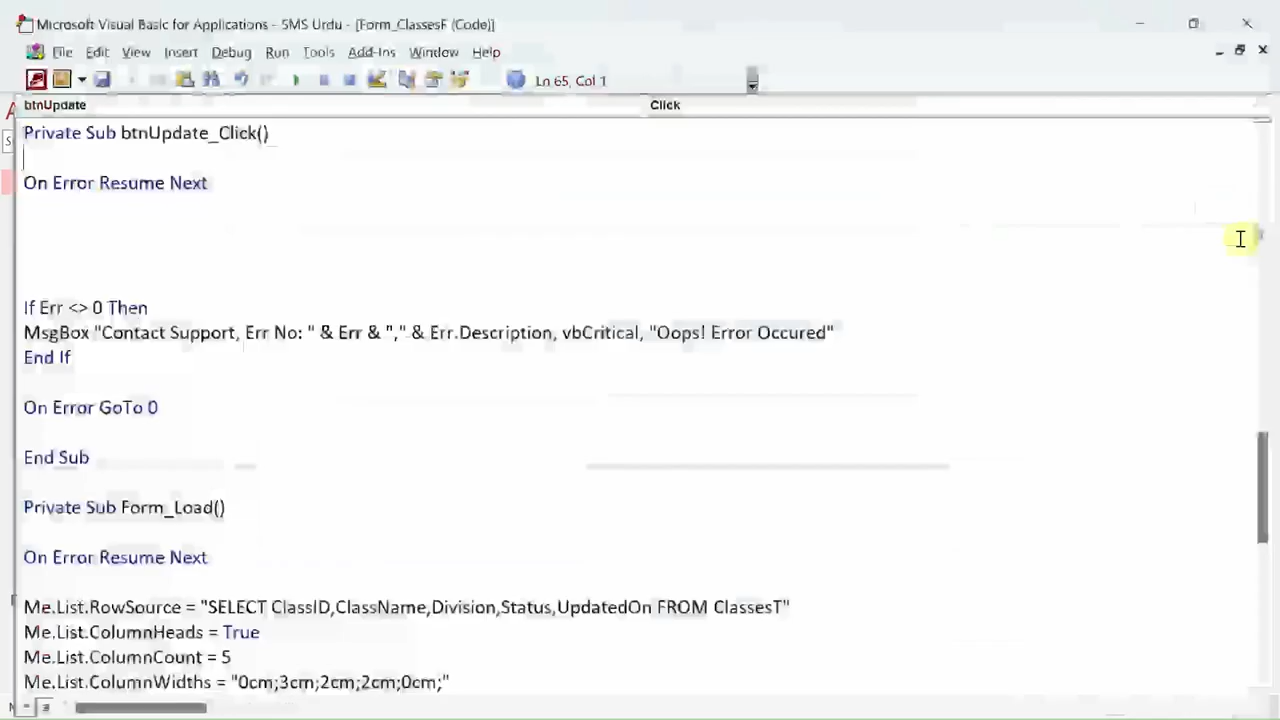 Microsoft Visual Basic for Applications - SMS Urdu - [Form_ClassesF (Code)]
File Edit View Insert Debug Run Tools Add-Ins Window Help
Ln 65, Col 1
btnUpdate Click
Private Sub btnUpdate_Click()
On Error Resume Next
If Err <> 0 Then
MsgBox "Contact Support, Err No: " & Err & "," & Err.Description, vbCritical, "Oops! Error Occured"
End If
On Error GoTo 0
End Sub
Private Sub Form_Load()
On Error Resume Next
Me.List.RowSource = "SELECT ClassID,ClassName,Division,Status,UpdatedOn FROM ClassesT"
Me.List.ColumnHeads = True
Me.List.ColumnCount = 5
Me.List.ColumnWidths = "0cm;3cm;2cm;2cm;0cm;"